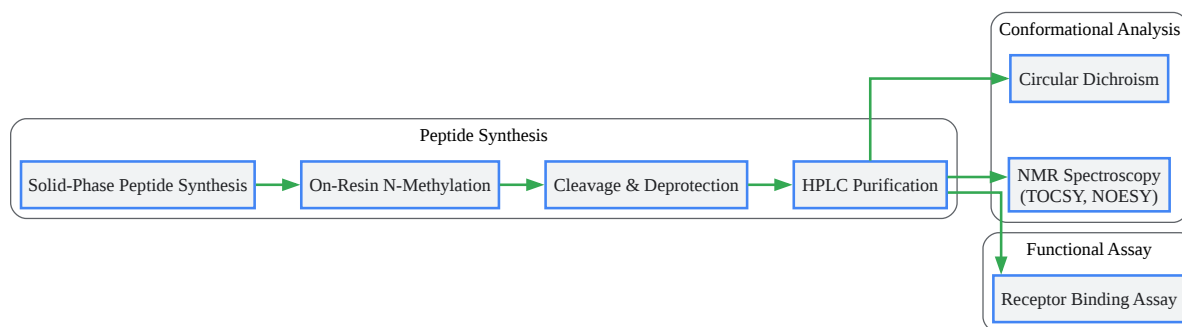 Conformational Analysis
Circular Dichroism
Peptide Synthesis
Solid-Phase Peptide Synthesis
On-Resin N-Methylation
Cleavage & Deprotection
HPLC Purification
NMR Spectroscopy
(TOCSY, NOESY)
Functional Assay
Receptor Binding Assay